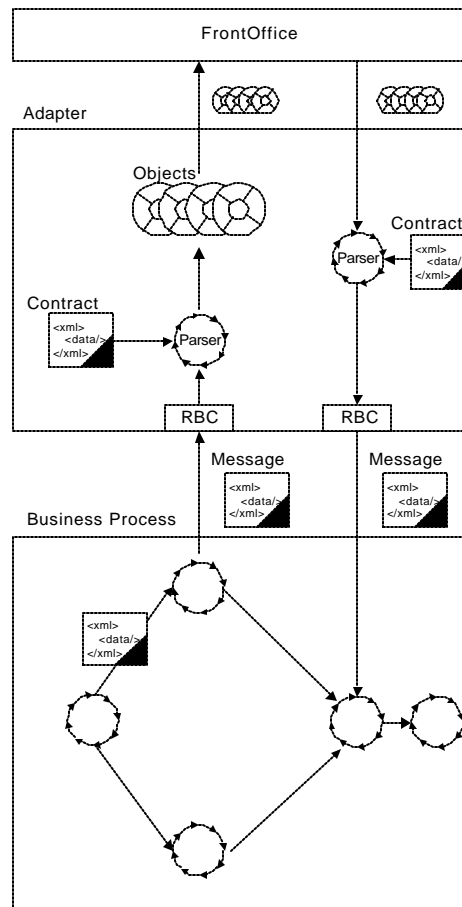 FrontOffice
Adapter
Objects
Contract
<xml>
<data/>
</xml>
Parser
Contract
<xml>
<data/>
</xml>
Parser
RBC
RBC
Message
<xml>
<data/>
</xml>
Message
<xml>
<data/>
</xml>
Business Process
<xml>
<data/>
</xml>